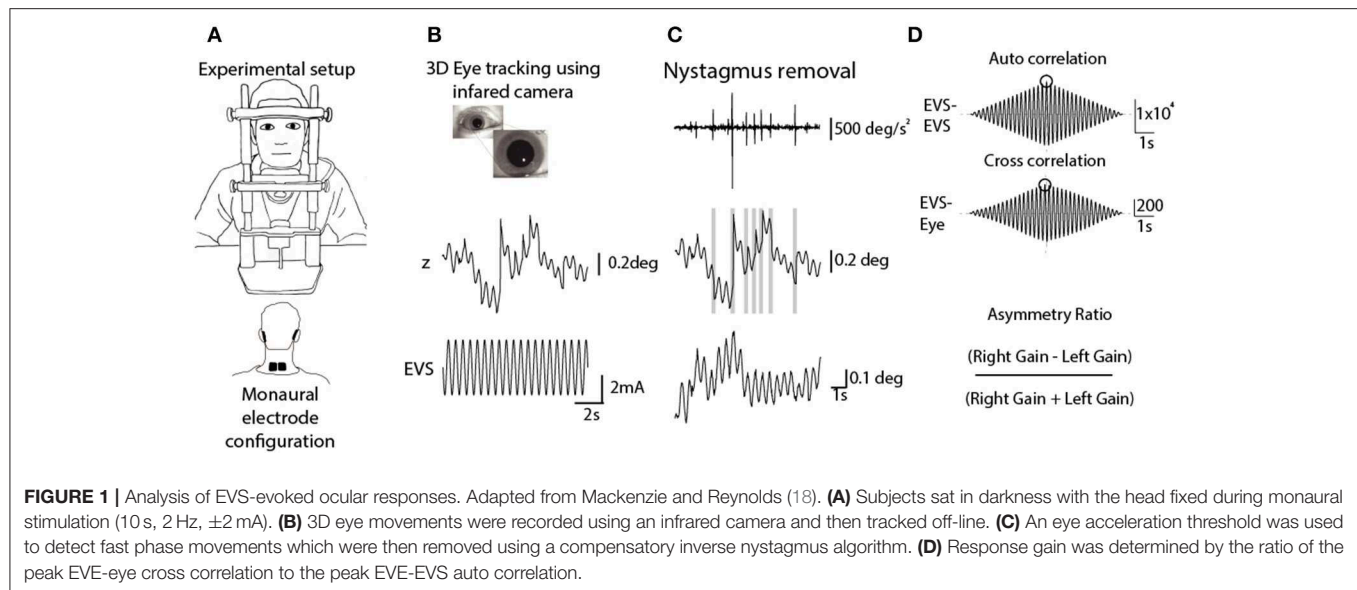 A
Experimental setup
Monaural
electrode
configuration
B
3D Eye tracking using
infared camera
z
0.2deg
EVS
2mA
2s
C
Nystagmus removal
500 deg/s²
0.2 deg
0.1 deg
1s
D
Auto correlation
EVS-
EVS
1x10⁴
1s
Cross correlation
EVS-
Eye
200
1s
Asymmetry Ratio
(Right Gain - Left Gain)
(Right Gain + Left Gain)
FIGURE 1 | Analysis of EVS-evoked ocular responses. Adapted from Mackenzie and Reynolds (18). (A) Subjects sat in darkness with the head fixed during monaural
stimulation (10 s, 2 Hz, ±2 mA). (B) 3D eye movements were recorded using an infrared camera and then tracked off-line. (C) An eye acceleration threshold was used
to detect fast phase movements which were then removed using a compensatory inverse nystagmus algorithm. (D) Response gain was determined by the ratio of the
peak EVE-eye cross correlation to the peak EVE-EVS auto correlation.